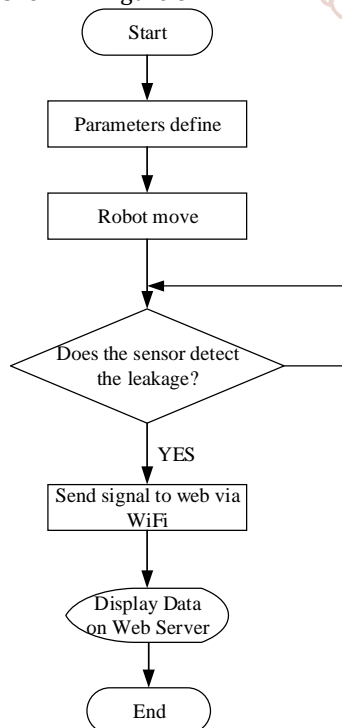 Start
Parameters define
Robot move
Does the sensor detect
the leakage?
YES
Send signal to web via
WiFi
Display Data
on Web Server
End